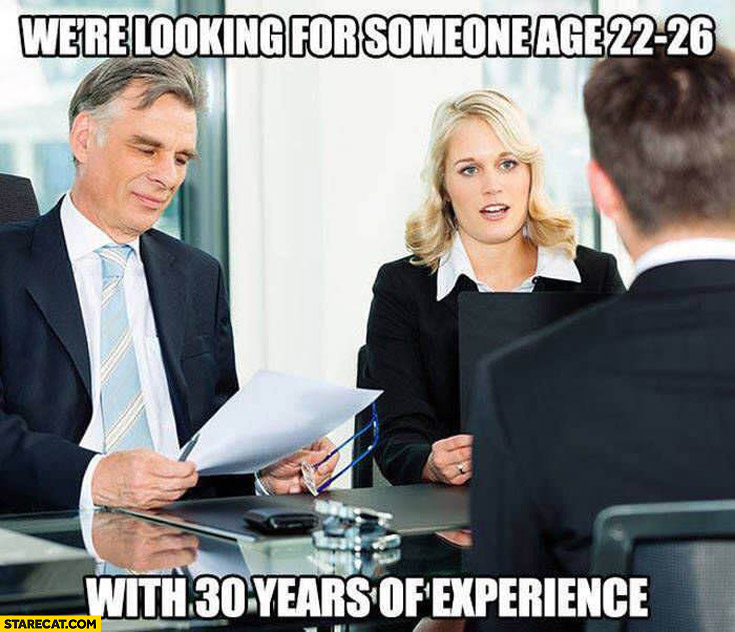 WE'RE LOOKING FOR SOMEONE AGE 22-26
WITH 30 YEARS OF EXPERIENCE
STARECAT.COM